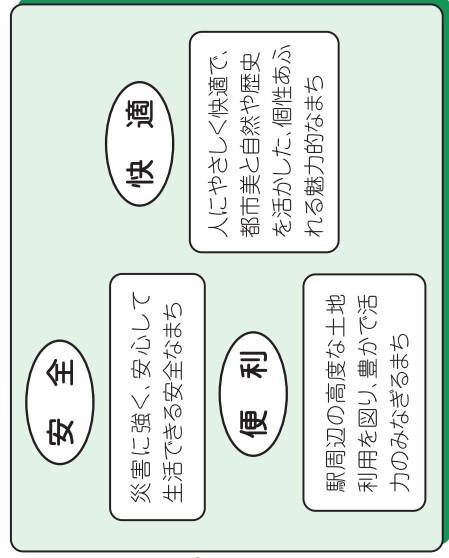 安全
災害に強く、安心して
生活できる安全なまち
便利
駅周辺の高度な土地
利用を図り、豊かで活
力のみなぎるまち
快適
人にやさしく快適で、
都市美と自然や歴史
を活かした、個性あふ
れる魅力的なまち